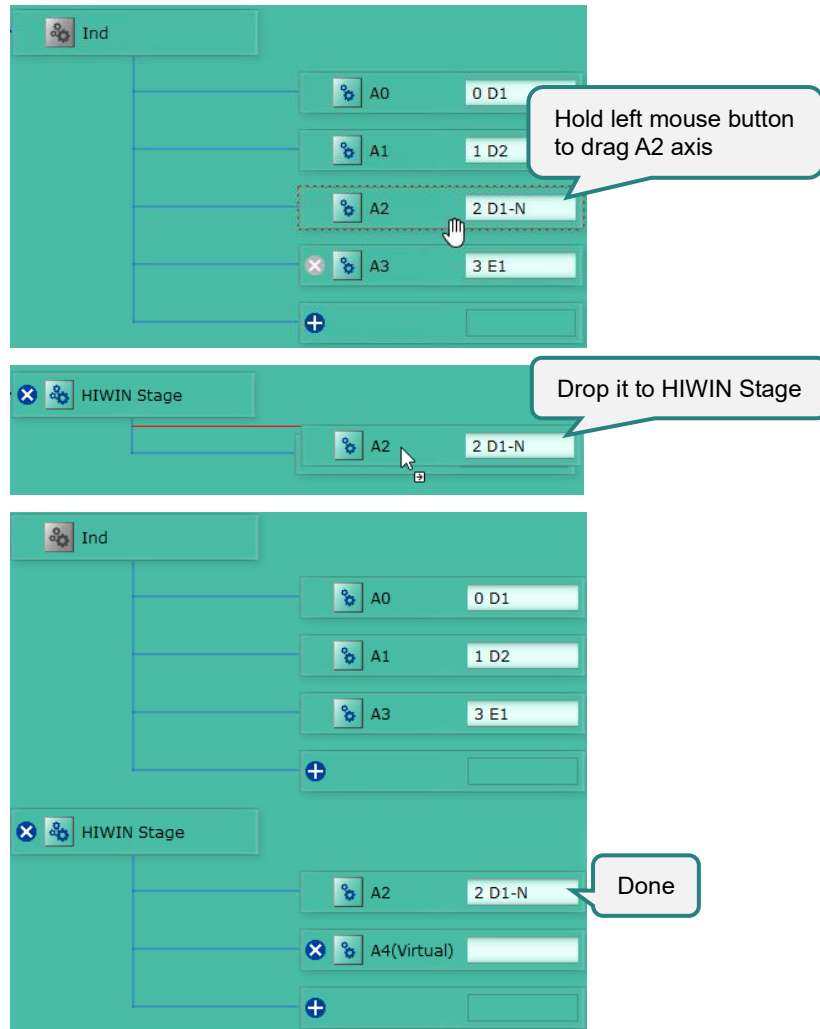 Ind
A0 0 D1
Hold left mouse button
to drag A2 axis
A1 1 D2
A2 2 D1-N
A3 3 E1
HIWIN Stage
Drop it to HIWIN Stage
A2 2 D1-N
Ind
A0 0 D1
A1 1 D2
A3 3 E1
HIWIN Stage
A2 2 D1-N
Done
A4(Virtual)